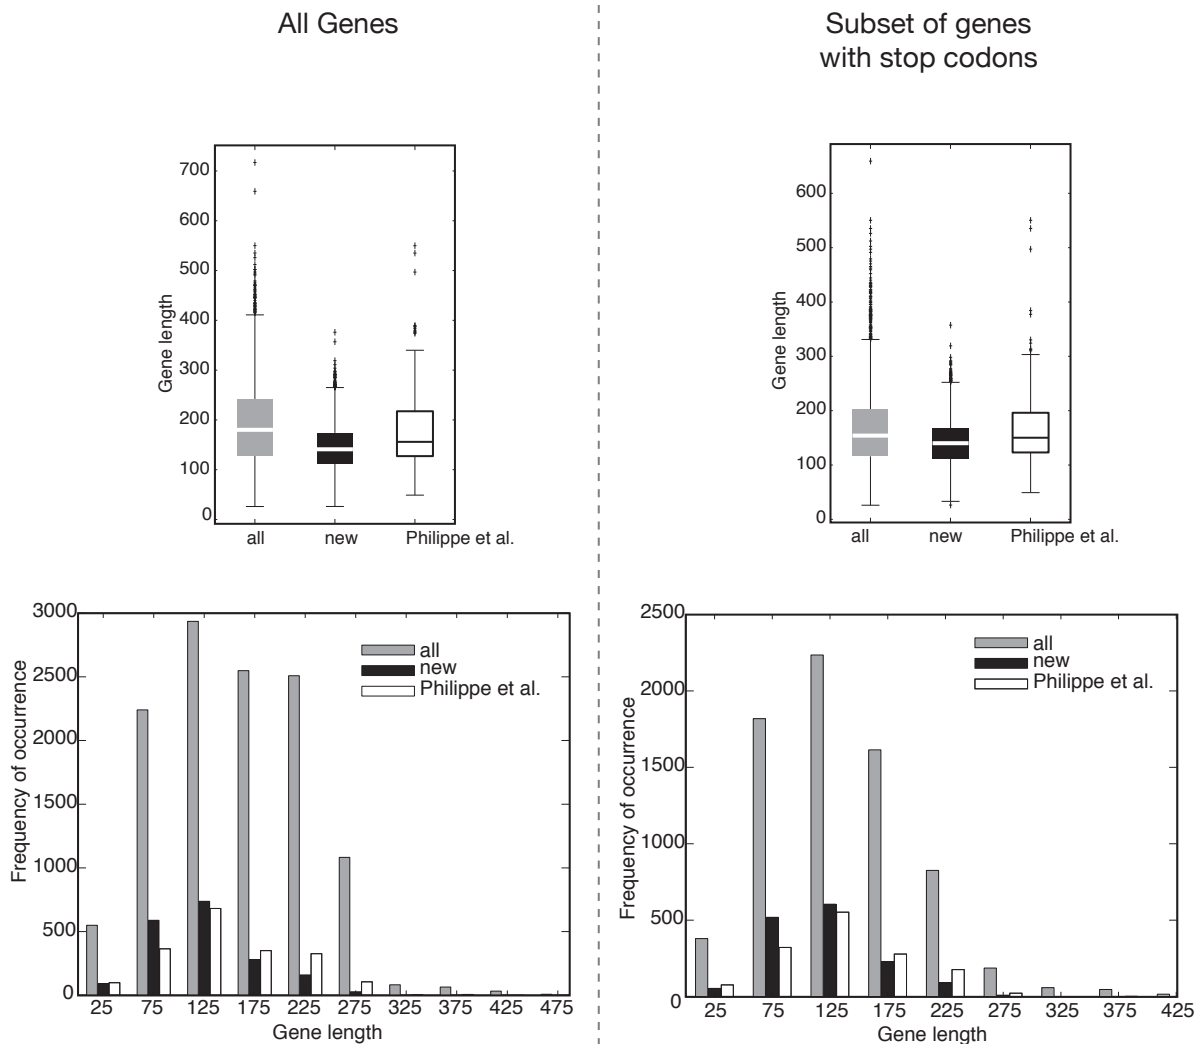 All Genes
Subset of genes
with stop codons
700
600
500
400
300
200
100
0
Gene length
all new Philippe et al.
600
500
400
300
200
100
0
Gene length
all new Philippe et al.
3000
2500
2000
1500
1000
500
0
Frequency of occurrence
all
new
Philippe et al.
25 75 125 175 225 275 325 375 425 475
Gene length
2500
2000
1500
1000
500
0
Frequency of occurrence
all
new
Philippe et al.
25 75 125 175 225 275 325 375 425
Gene length